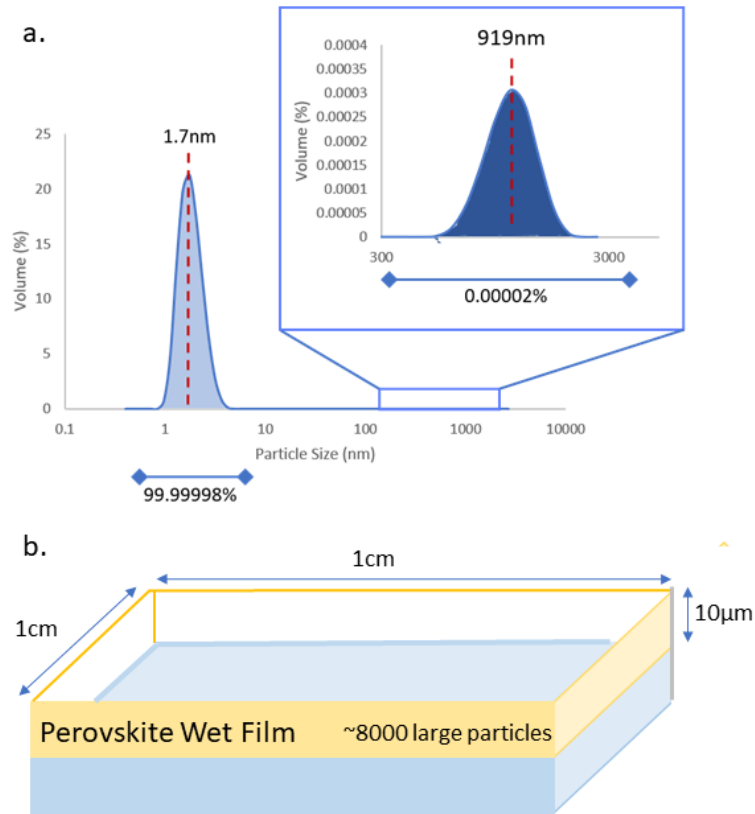 a.
1.7nm
25
20
15
10
5
0
Volume (%)
0.1
1
10
100
1000
10000
Particle Size (nm)
99.99998%
919nm
0.0004
0.00035
0.0003
0.00025
0.0002
0.00015
0.0001
0.00005
0
Volume (%)
300
3000
0.00002%
b.
1cm
1cm
10µm
Perovskite Wet Film
~8000 large particles